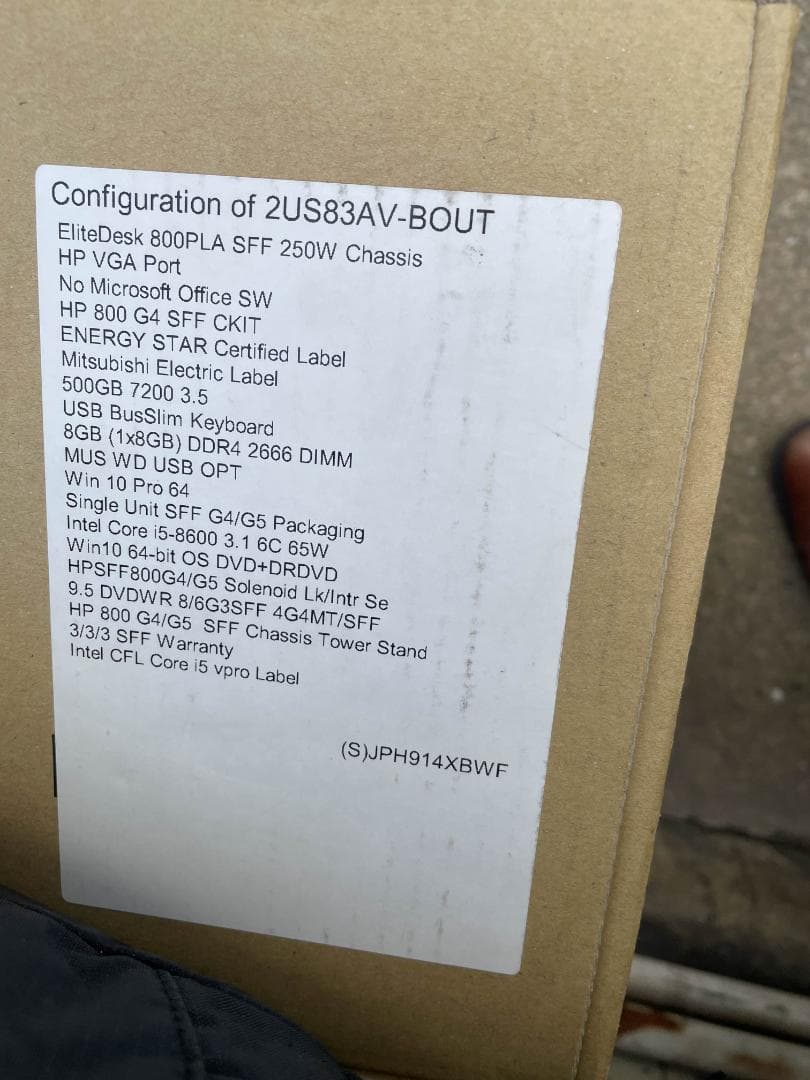 Configuration of 2US83AV-BOUT
EliteDesk 800PLA SFF 250W Chassis
HP VGA Port
No Microsoft Office SW
HP 800 G4 SFF CKIT
ENERGY STAR Certified Label
Mitsubishi Electric Label
500GB 7200 3.5
USB BusSlim Keyboard
8GB (1x8GB) DDR4 2666 DIMM
MUS WD USB OPT
Win 10 Pro 64
Single Unit SFF G4/G5 Packaging
Intel Core i5-8600 3.1 6C 65W
Win10 64-bit OS DVD+DRDVD
HPSFF800G4/G5 Solenoid Lk/Intr Se
9.5 DVDWR 8/6G3SFF 4G4MT/SFF
HP 800 G4/G5 SFF Chassis Tower Stand
3/3/3 SFF Warranty
Intel CFL Core i5 vpro Label
(S)JPH914XBWF